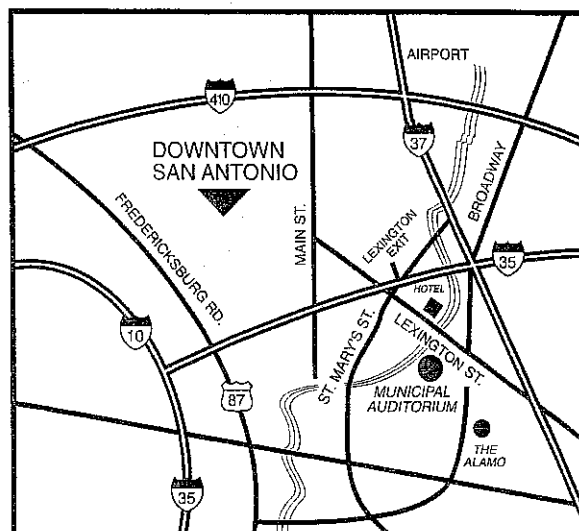 AIRPORT
410
37
DOWNTOWN
SAN ANTONIO
BROADWAY
FREDERICKSBURG RD.
MAIN ST.
LEXINGTON
EXIT
35
HOTEL
10
ST. MARY'S ST.
LEXINGTON ST.
87
MUNICIPAL
AUDITORIUM
THE
ALAMO
35